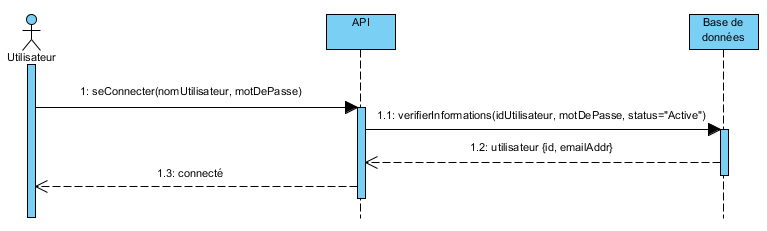 Utilisateur
API
Base de
données
1: seConnecter(nomUtilisateur, motDePasse)
1.1: verifierInformations(idUtilisateur, motDePasse, status="Active")
1.2: utilisateur {id, emailAddr}
1.3: connecté